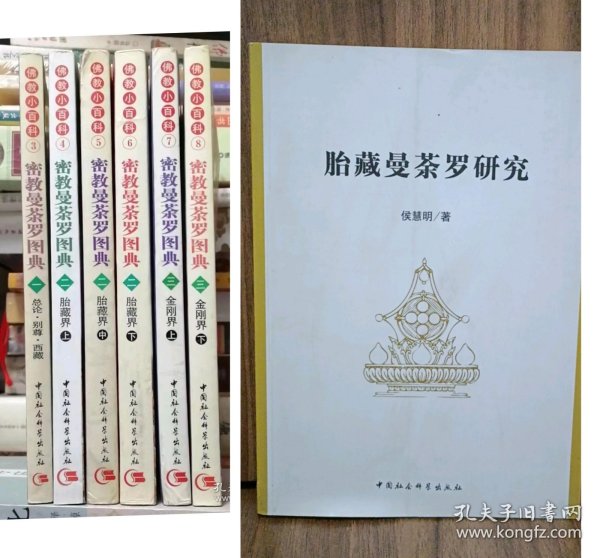 佛教小百科 3 密教曼荼罗图典 一 总论·别尊·西藏 中国社会科学出版社
佛教小百科 4 密教曼荼罗图典 二 胎藏界 上 中国社会科学出版社
佛教小百科 5 密教曼荼罗图典 二 胎藏界 中 中国社会科学出版社
佛教小百科 6 密教曼荼罗图典 二 胎藏界 下 中国社会科学出版社
佛教小百科 7 密教曼荼罗图典 三 金刚界 上 中国社会科学出版社
佛教小百科 8 密教曼荼罗图典 三 金刚界 下 中国社会科学出版社
胎藏曼荼罗研究
侯慧明/著
中国社会科学出版社
孔夫子旧书网
www.kongfz.com